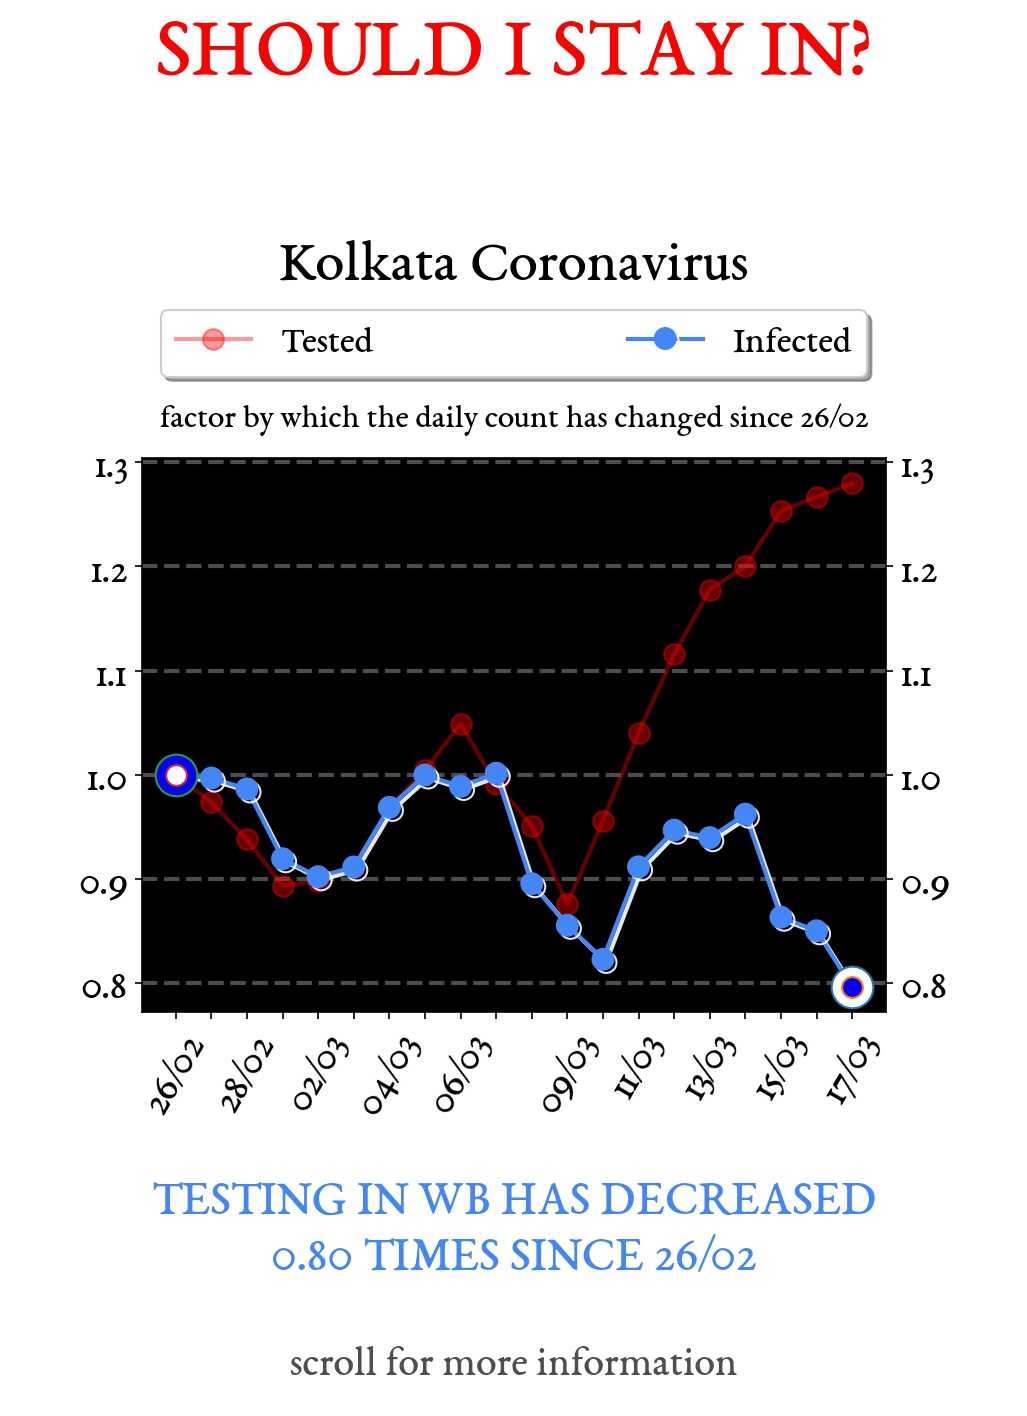 SHOULD I STAY IN?
Kolkata Coronavirus
Tested Infected
factor by which the daily count has changed since 26/02
1.3 1.3
1.2 1.2
1.1 1.1
1.0 1.0
0.9 0.9
0.8 0.8
26/02 28/02 02/03 04/03 06/03 09/03 11/03 13/03 15/03 17/03
TESTING IN WB HAS DECREASED
0.80 TIMES SINCE 26/02
scroll for more information